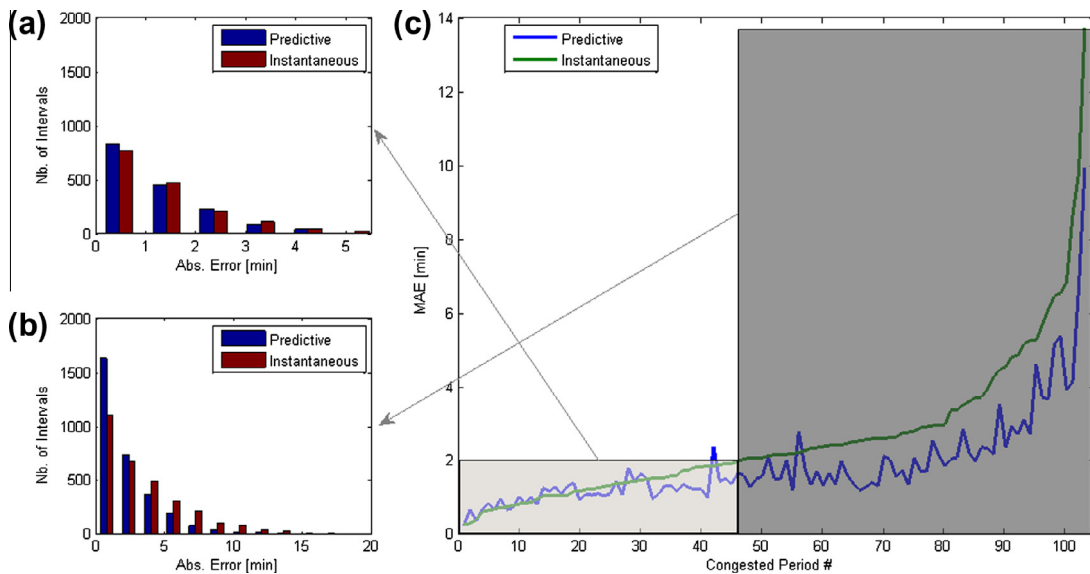 (a)
2000
1500
1000
500
0
Nb. of Intervals
Predictive
Instantaneous
0 1 2 3 4 5
Abs. Error [min]
(b)
2000
1500
1000
500
0
Nb. of Intervals
Predictive
Instantaneous
0 5 10 15 20
Abs. Error [min]
(c)
14
12
10
8
6
4
2
0
MAE [min]
Predictive
Instantaneous
0 10 20 30 40 50 60 70 80 90 100
Congested Period #